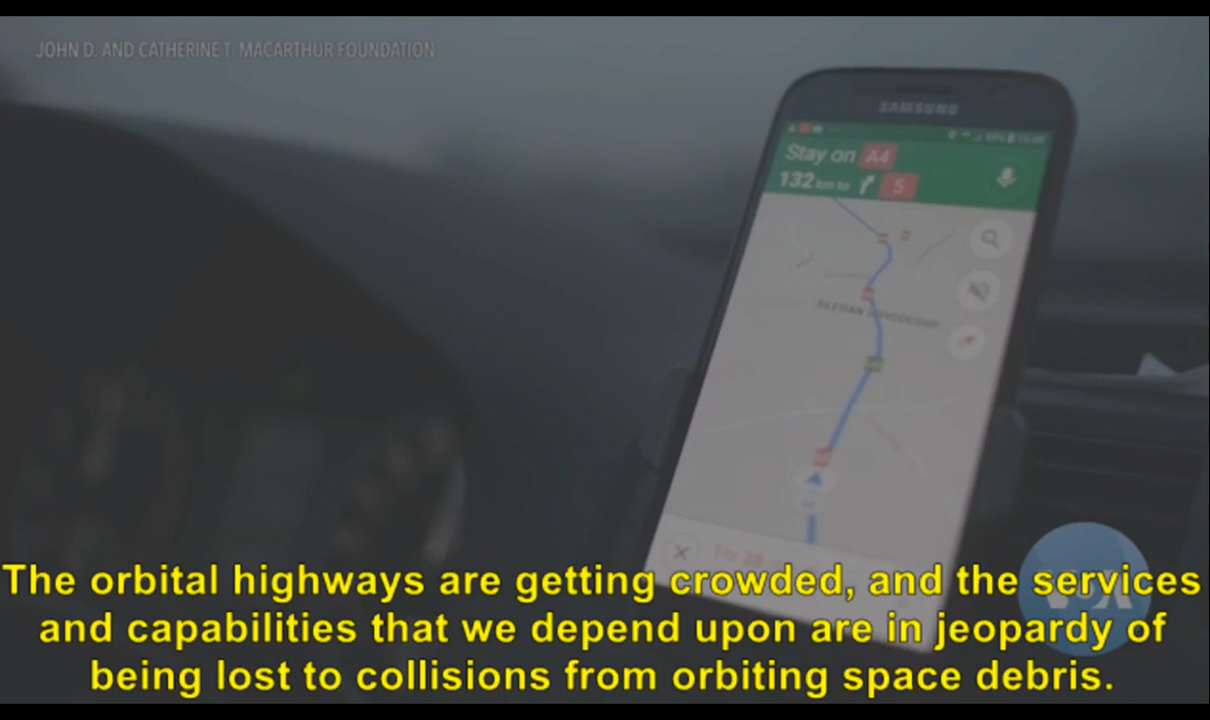 JOHN D. AND CATHERINE T. MACARTHUR FOUNDATION
SAMSUNG
Stay on A4
132 km to 5
The orbital highways are getting crowded, and the services
and capabilities that we depend upon are in jeopardy of
being lost to collisions from orbiting space debris.
VOA